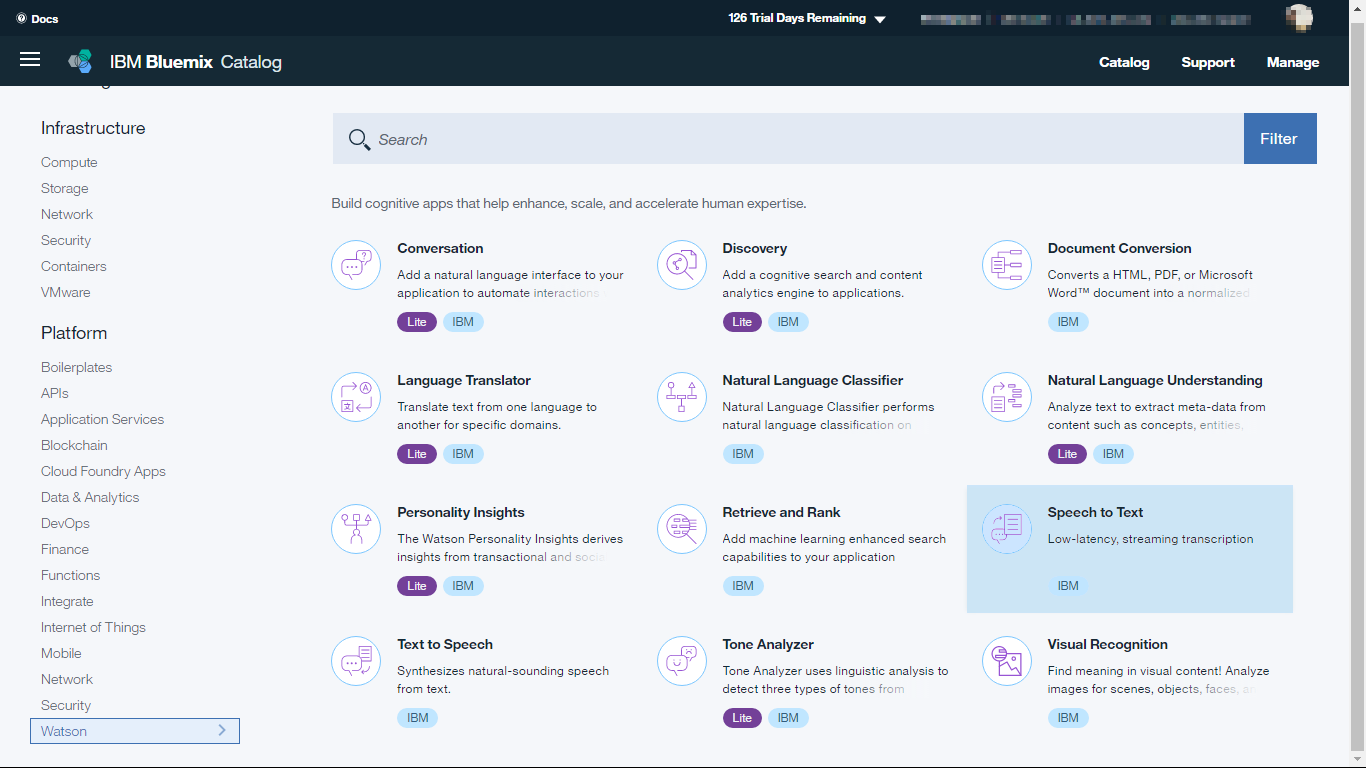 Docs
126 Trial Days Remaining
IBM Bluemix Catalog
Catalog Support Manage
Infrastructure
Compute
Storage
Network
Security
Containers
VMware
Platform
Boilerplates
APIs
Application Services
Blockchain
Cloud Foundry Apps
Data & Analytics
DevOps
Finance
Functions
Integrate
Internet of Things
Mobile
Network
Security
Watson
Search
Filter
Build cognitive apps that help enhance, scale, and accelerate human expertise.
Conversation
Add a natural language interface to your
application to automate interactions
Lite IBM
Discovery
Add a cognitive search and content
analytics engine to applications.
Lite IBM
Document Conversion
Converts a HTML, PDF, or Microsoft
Word™ document into a normalized
IBM
Language Translator
Translate text from one language to
another for specific domains.
Lite IBM
Natural Language Classifier
Natural Language Classifier performs
natural language classification on
IBM
Natural Language Understanding
Analyze text to extract meta-data from
content such as concepts, entities,
Lite IBM
Personality Insights
The Watson Personality Insights derives
insights from transactional and social
Lite IBM
Retrieve and Rank
Add machine learning enhanced search
capabilities to your application
IBM
Speech to Text
Low-latency, streaming transcription
IBM
Text to Speech
Synthesizes natural-sounding speech
from text.
IBM
Tone Analyzer
Tone Analyzer uses linguistic analysis to
detect three types of tones from
Lite IBM
Visual Recognition
Find meaning in visual content! Analyze
images for scenes, objects, faces,
IBM